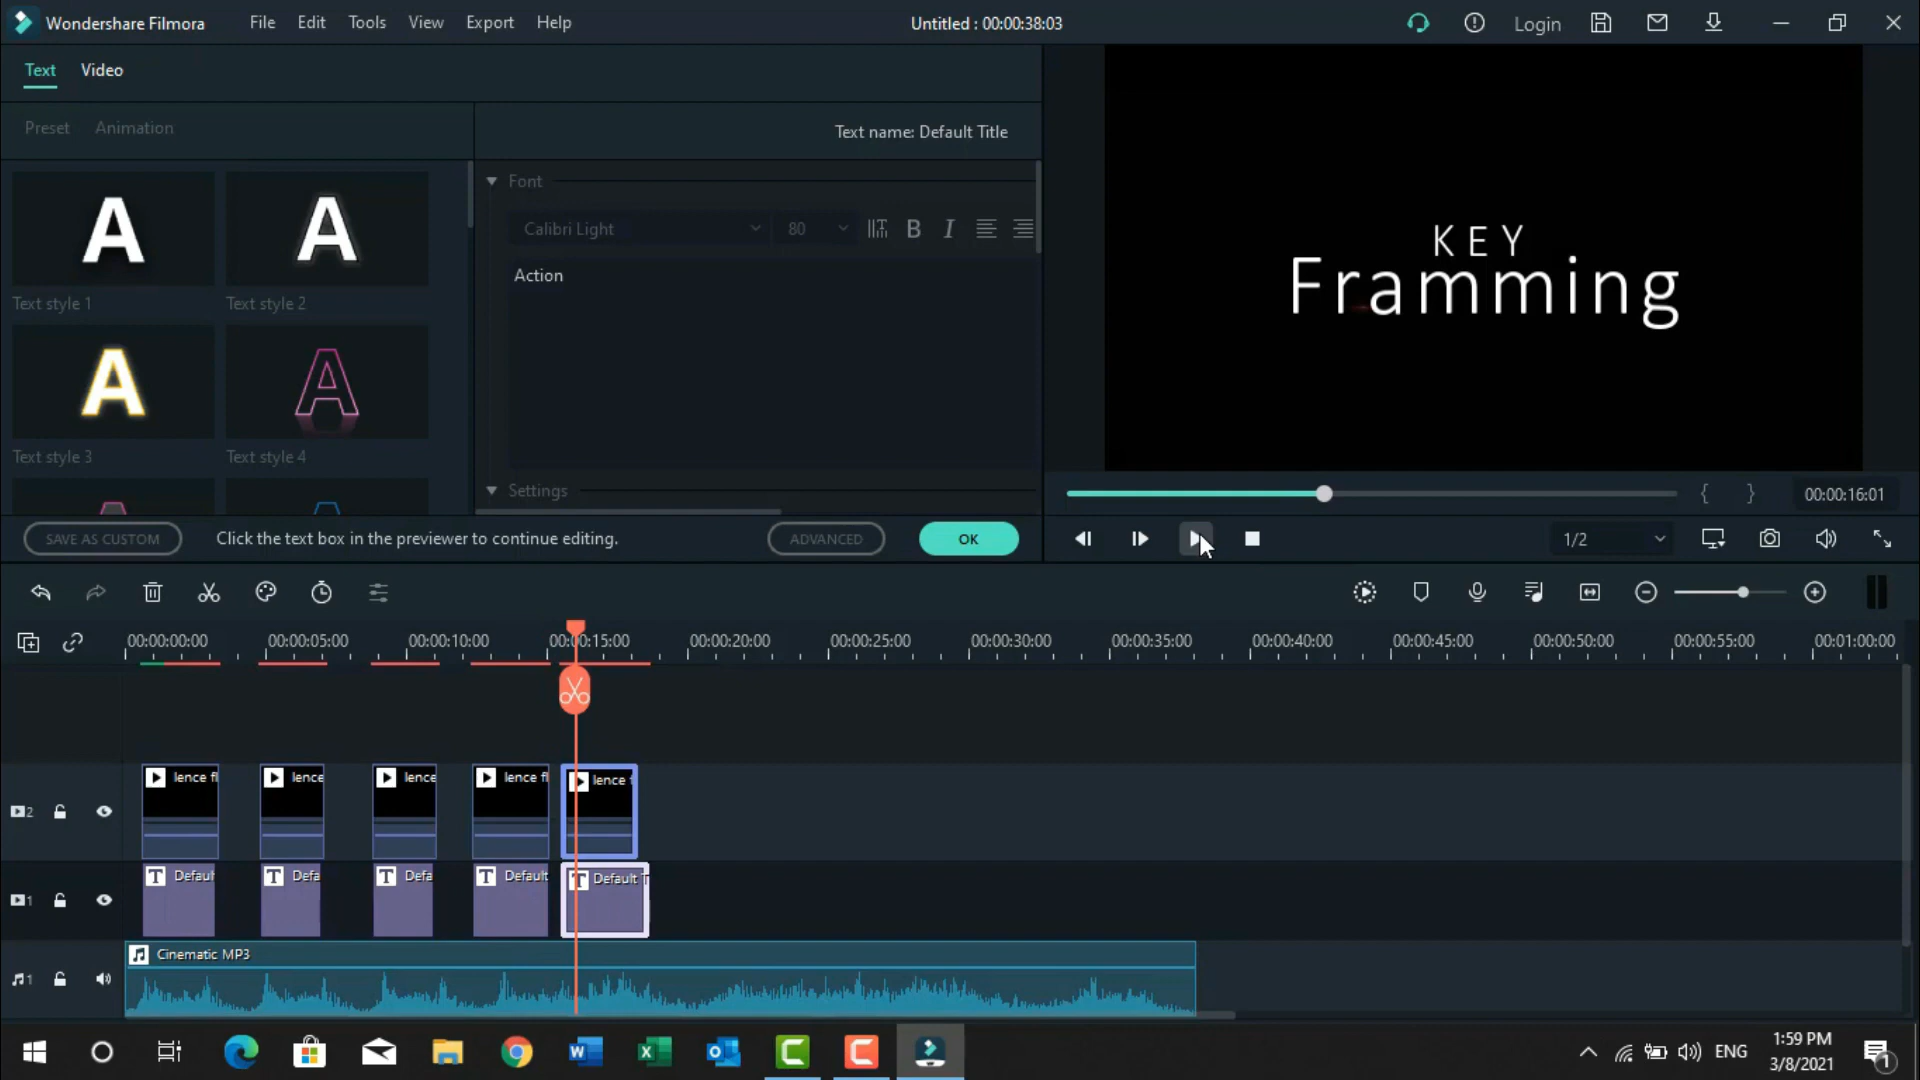 Wondershare Filmora
File Edit Tools View Export Help
Untitled : 00:00:38:03
Login
Text Video
Preset Animation
Text name: Default Title
A
A
Text style 1
Text style 2
A
A
Text style 3
Text style 4
Font
Calibri Light
80
B I
Action
Settings
KEY
Framming
{ }
00:00:16:01
SAVE AS CUSTOM
Click the text box in the previewer to continue editing.
ADVANCED
OK
1/2
00:00:00:00 00:00:05:00 00:00:10:00 00:00:15:00 00:00:20:00 00:00:25:00 00:00:30:00 00:00:35:00 00:00:40:00 00:00:45:00 00:00:50:00 00:00:55:00 00:01:00:00
lence fl
lence
lence
lence fl
lence
2
T Default
T Defa
T Defa
T Default
T Default T
1
Cinematic MP3
1
ENG
1:59 PM
3/8/2021
1